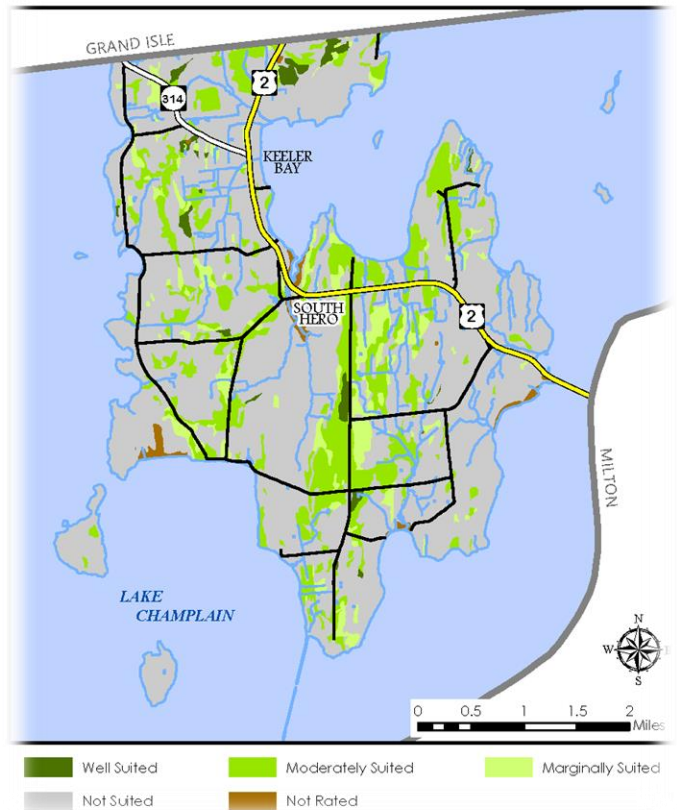 GRAND ISLE
2
314
KEELER
BAY
SOUTH
HERO
2
MILTON
LAKE
CHAMPLAIN
N
W
S
0 0.5 1 1.5 2
Miles
Well Suited
Moderately Suited
Marginally Suited
Not Suited
Not Rated